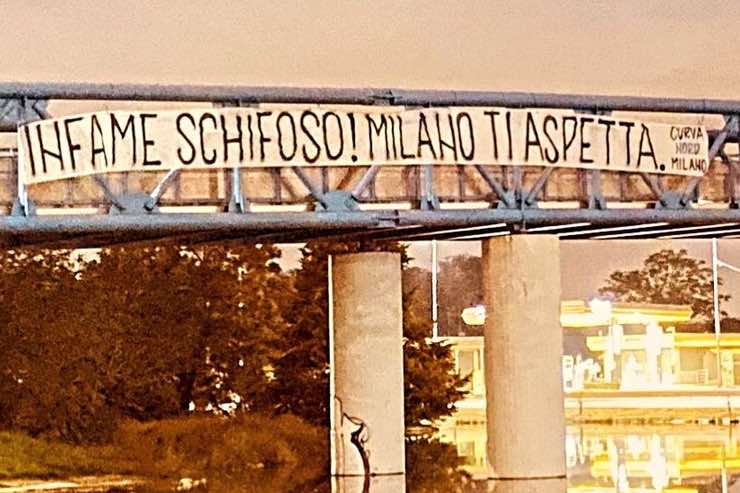 INFAME SCHIFOSO! MILANO TI ASPETTA.
CURVA
NORD
MILANO